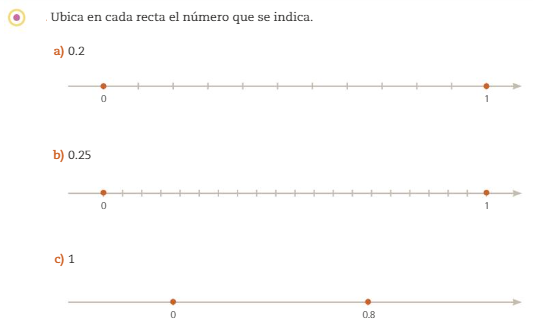 Ubica en cada recta el número que se indica.
a) 0.2
0 1
b) 0.25
0 1
c) 1
0 0.8